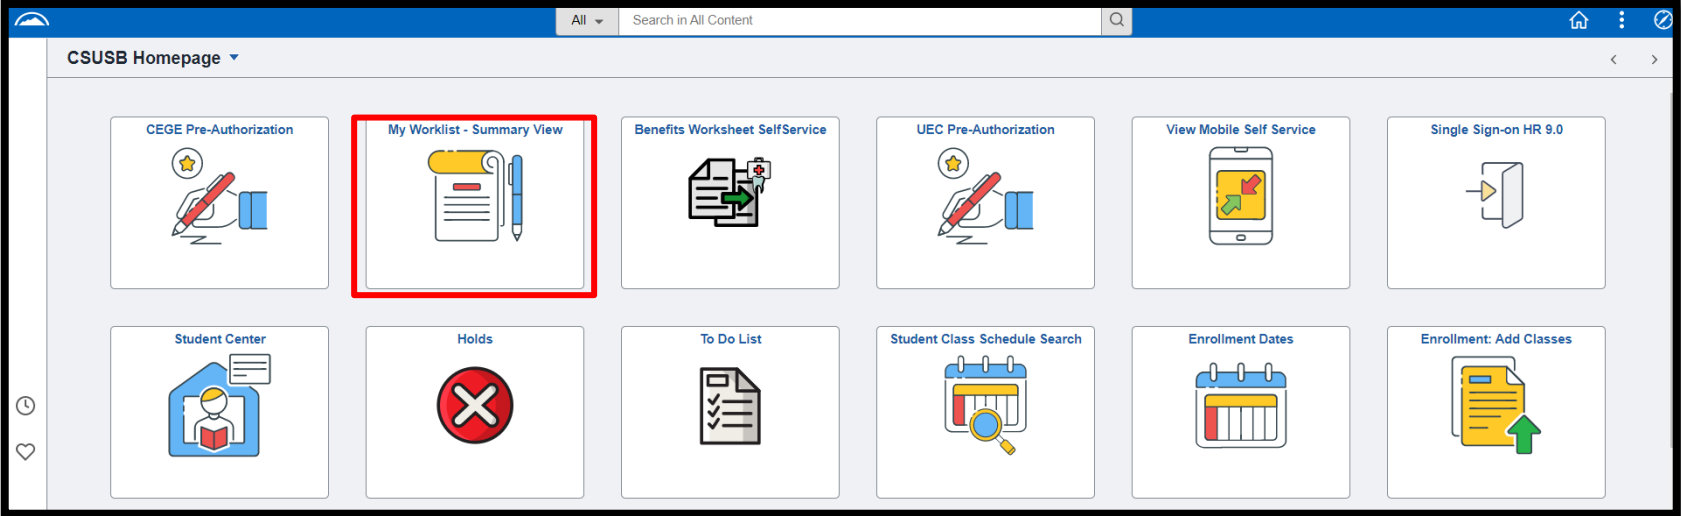 All
Search in All Content
CSUSB Homepage
CEGE Pre-Authorization
My Worklist - Summary View
Benefits Worksheet SelfService
UEC Pre-Authorization
View Mobile Self Service
Single Sign-on HR 9.0
Student Center
Holds
To Do List
Student Class Schedule Search
Enrollment Dates
Enrollment: Add Classes